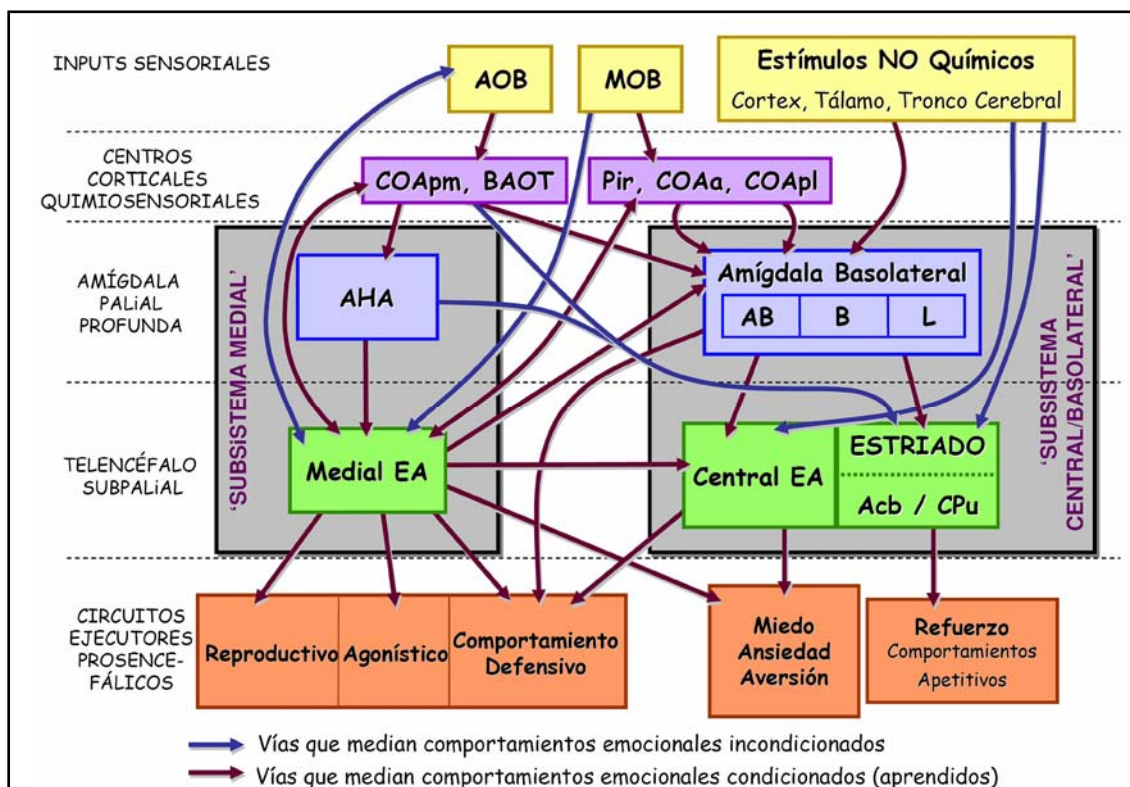 INPUTS SENSORIALES
AOB
MOB
Estímulos NO Químicos
Cortex, Tálamo, Tronco Cerebral
CENTROS
CORTICALES
QUIMIOSENSORIALES
COApm, BAOT
Pir, COAa, COApl
AMÍGDALA
PALiAL
PROFUNDA
'SUBSiSTEMA MEDIAL'
AHA
Amígdala Basolateral
AB
B
L
'SUBSISTEMA
CENTRAL/BASOLATERAL'
TELENCÉFALO
SUBPALiAL
Medial EA
Central EA
ESTRIADO
Acb / CPu
CIRCUITOS
EJECUTORES
PROSENCE-
FÁLICOS
Reproductivo
Agonístico
Comportamiento
Defensivo
Miedo
Ansiedad
Aversión
Refuerzo
Comportamientos
Apetitivos
Vías que median comportamientos emocionales incondicionados
Vías que median comportamientos emocionales condicionados (aprendidos)